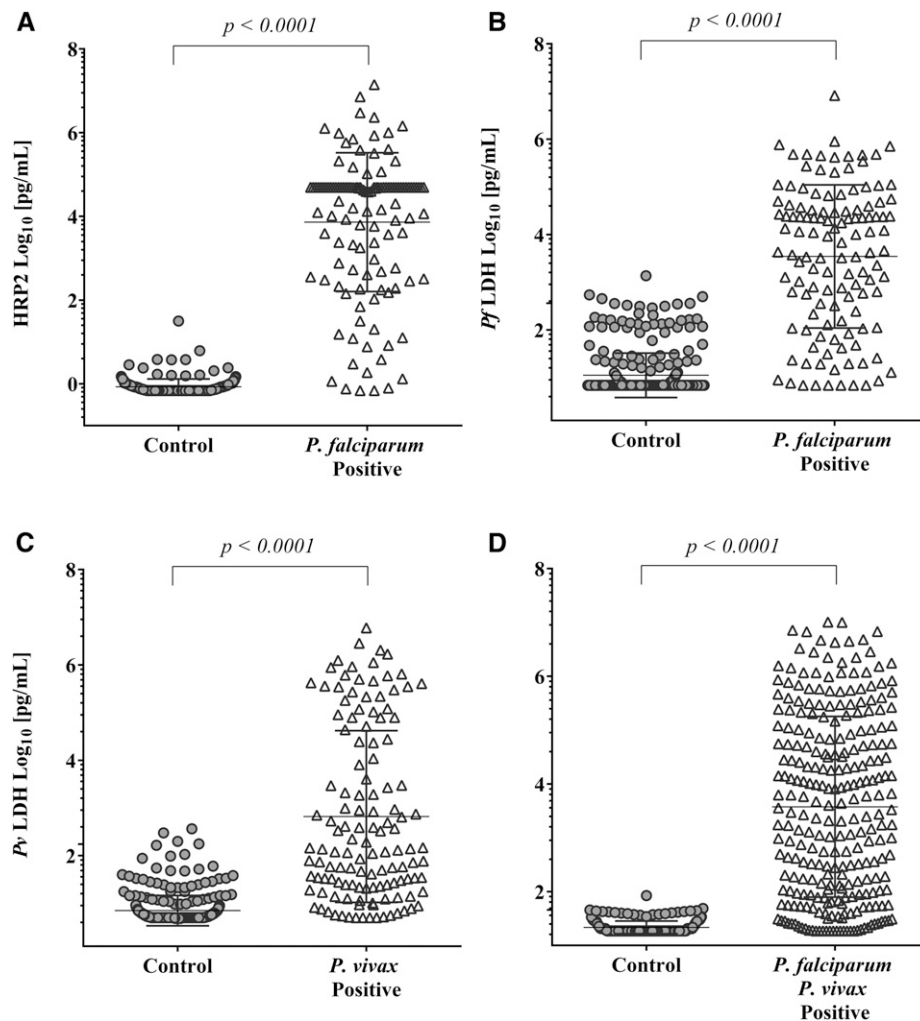 A
p < 0.0001
HRP2 Log10 [pg/mL]
8
6
4
2
0
Control
P. falciparum
Positive
B
p < 0.0001
Pf LDH Log10 [pg/mL]
8
6
4
2
Control
P. falciparum
Positive
C
p < 0.0001
Pv LDH Log10 [pg/mL]
8
6
4
2
Control
P. vivax
Positive
D
p < 0.0001
8
6
4
2
Control
P. falciparum
P. vivax
Positive